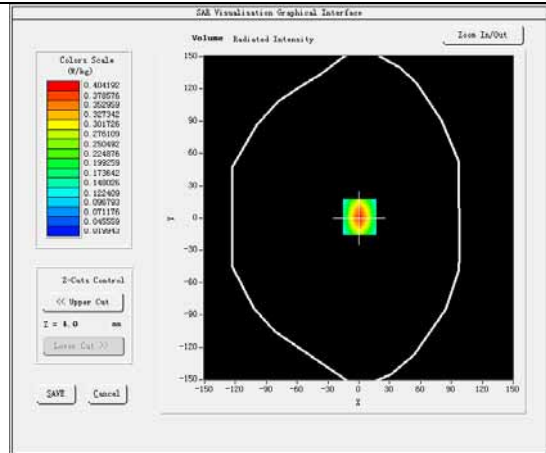 SAR Visualisation Graphical Interface
Volume Radiated Intensity
Zoom In/Out
Colors Scale
(W/kg)
0.404192
0.378576
0.352959
0.327342
0.301726
0.276109
0.250492
0.224876
0.199259
0.173642
0.148026
0.122409
0.096793
0.071176
0.045559
0.019943
Z-Cuts Control
<< Upper Cut
Z = 4.0 mm
Lower Cut >>
SAVE Cancel
150
120
90
60
30
Y
0
-30
-60
-90
-120
-150
-150 -120 -90 -60 -30 0 30 60 90 120 150
X